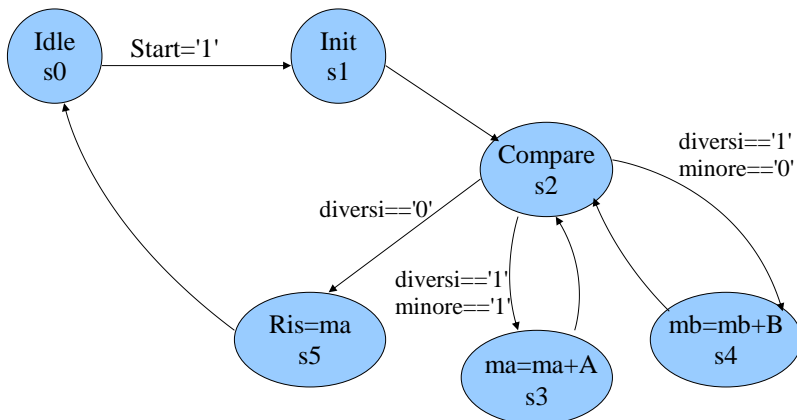 Idle
s0
Start='1'
Init
s1
Compare
s2
diversi=='1'
minore=='0'
diversi=='0'
diversi=='1'
minore=='1'
Ris=ma
s5
ma=ma+A
s3
mb=mb+B
s4